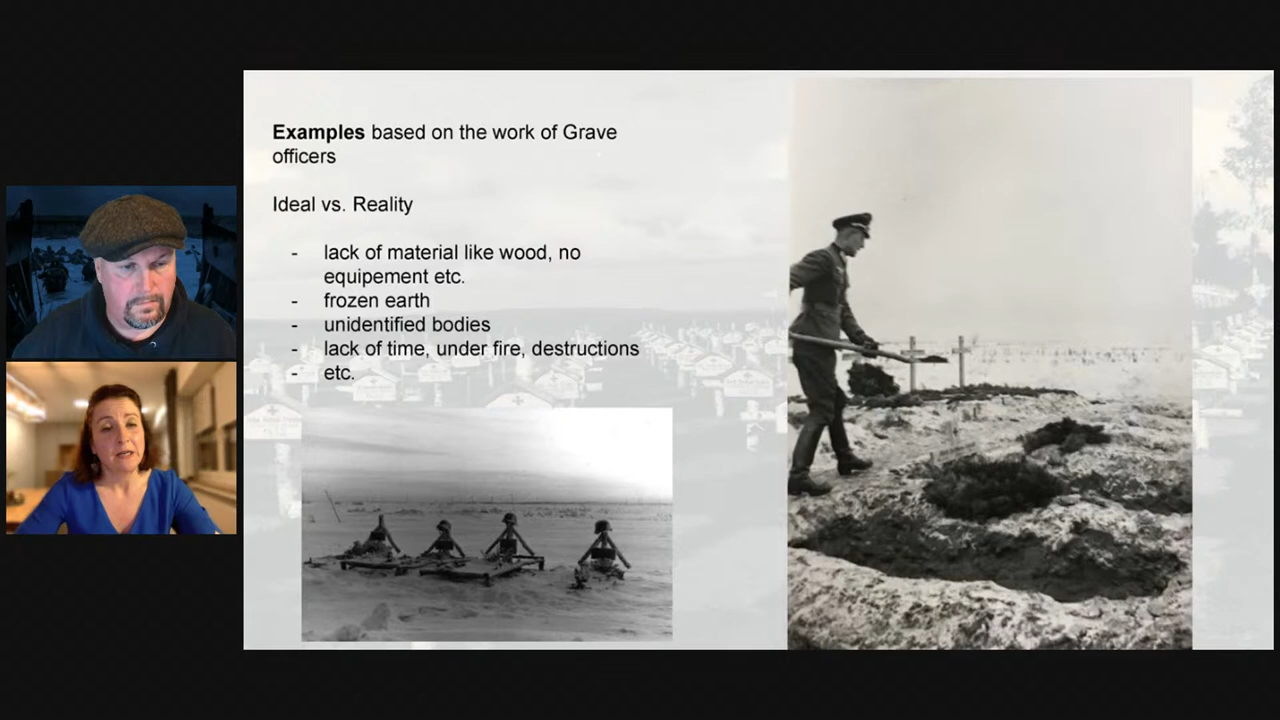 Examples based on the work of Grave
officers
Ideal vs. Reality
- lack of material like wood, no
equipement etc.
- frozen earth
- unidentified bodies
- lack of time, under fire, destructions
- etc.